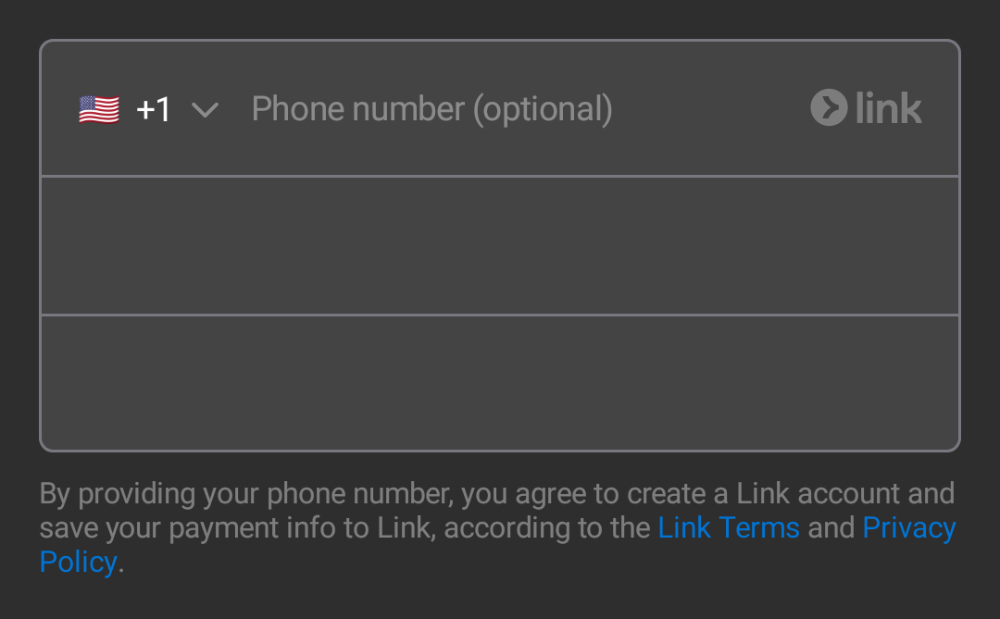 +1 Phone number (optional) link
By providing your phone number, you agree to create a Link account and
save your payment info to Link, according to the Link Terms and Privacy
Policy.